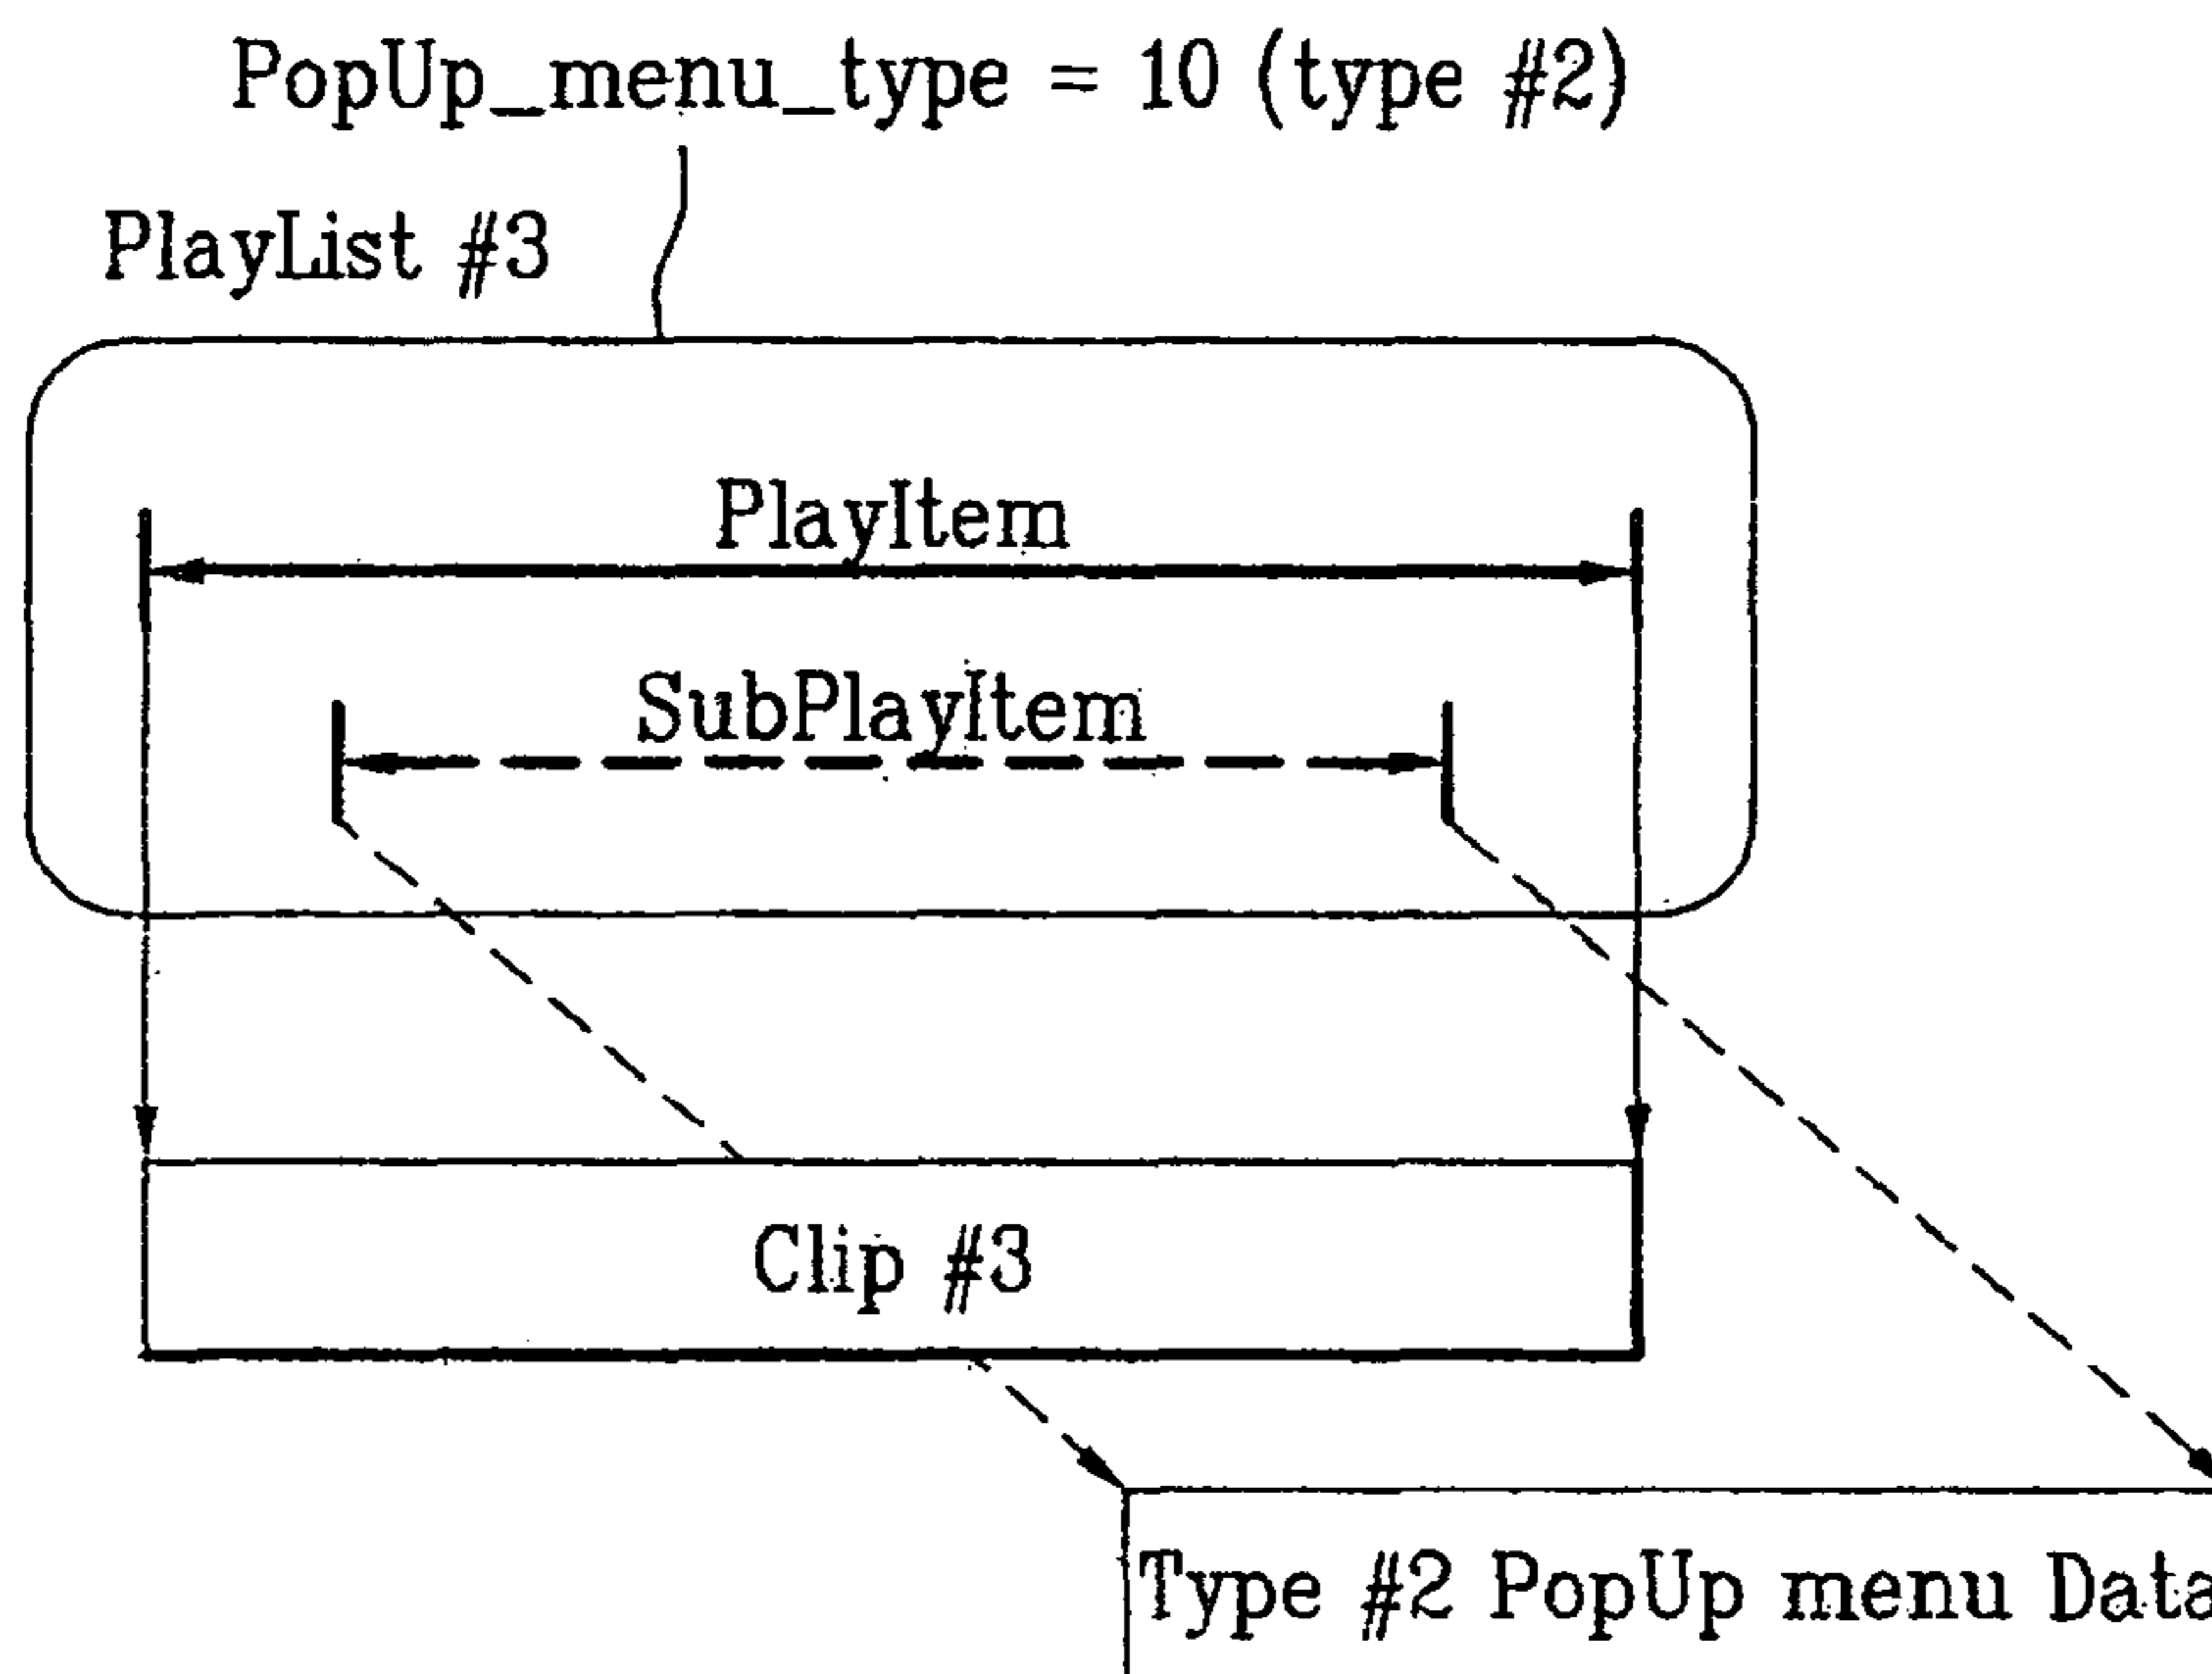 PopUp_menu_type = 10 (type #2)
PlayList #3
PlayItem
SubPlayItem
Clip #3
Type #2 PopUp menu Data